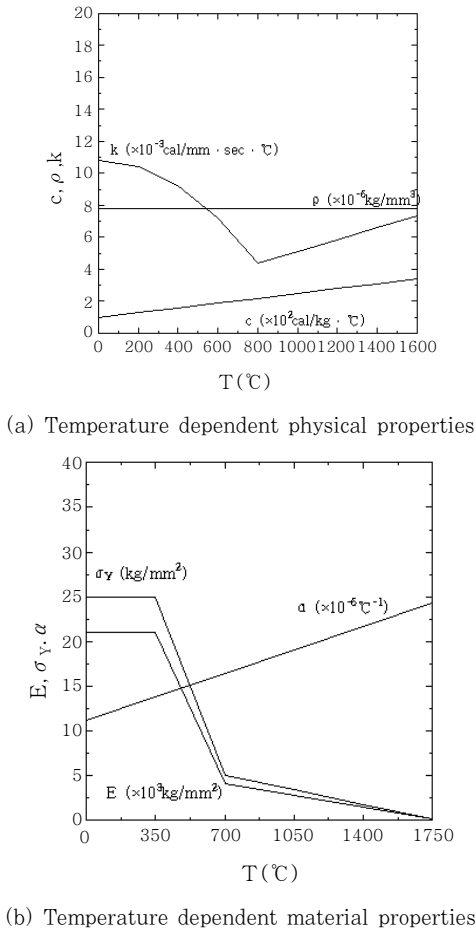 20
18
16
14
12
10
8
6
4
2
0
c, ρ ,k
k (×10⁻³cal/mm · sec · ℃)
ρ (×10⁻⁶kg/mm³)
c (×10²cal/kg · ℃)
0 200 400 600 800 1000 1200 1400 1600
T(℃)
(a) Temperature dependent physical properties
40
35
30
25
20
15
10
5
0
E, σY. α
σY (kg/mm²)
α (×10⁻⁶℃⁻¹)
E (×10³kg/mm²)
0 350 700 1050 1400 1750
T(℃)
(b) Temperature dependent material properties